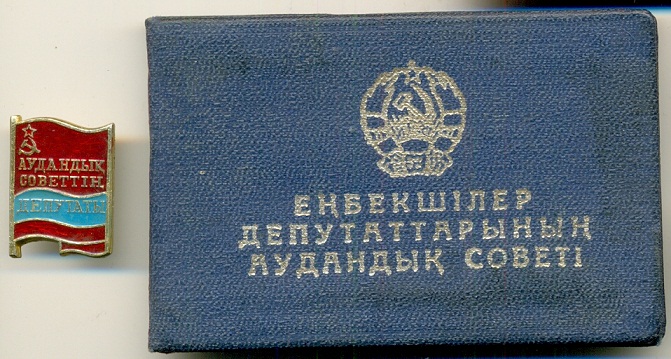 АУДАНДЫҚ
СОВЕТТІҢ
ДЕПУТАТЫ
ЕҢБЕКШІЛЕР
ДЕПУТАТТАРЫНЫҢ
АУДАНДЫҚ СОВЕТІ